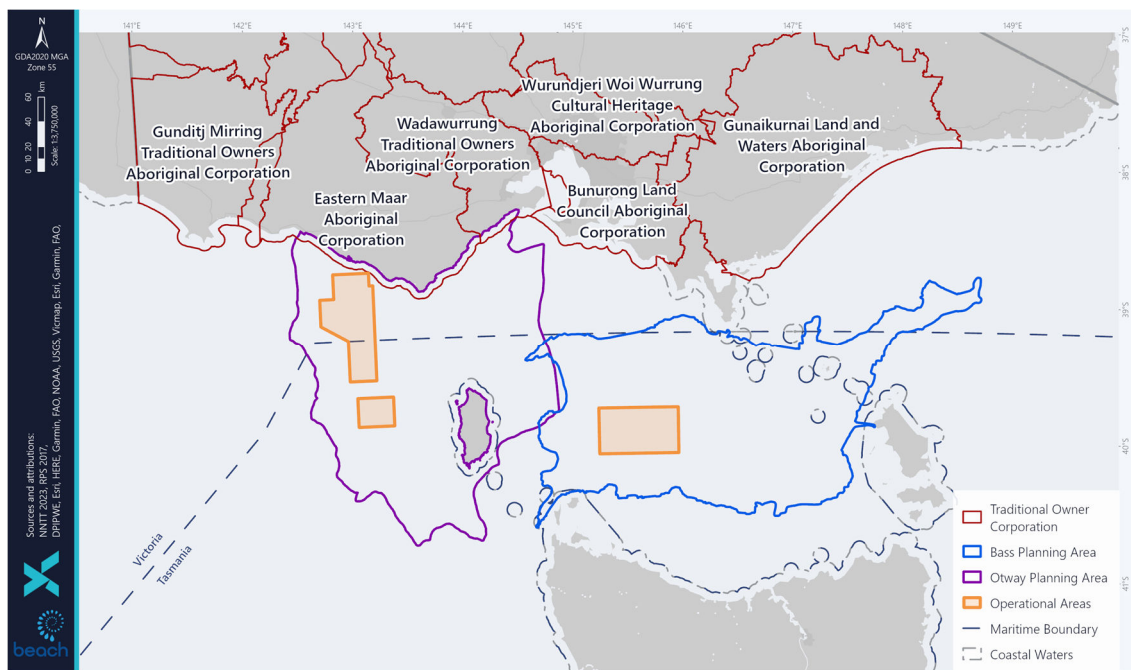 141°E
142°E
143°E
144°E
145°E
146°E
147°E
148°E
149°E
37°S
38°S
39°S
40°S
41°S
N
GDA2020 MGA
Zone 55
0 10 20 40 60
km
Scale: 1:3,750,000
Sources and attributions:
NNTT 2023, RPS 2017,
DPIPWE, Esri, HERE, Garmin, FAO, NOAA, USGS, Vicmap, Esri, Garmin, FAO,
beach
Gunditj Mirring
Traditional Owners
Aboriginal Corporation
Eastern Maar
Aboriginal
Corporation
Wadawurrung
Traditional Owners
Aboriginal Corporation
Wurundjeri Woi Wurrung
Cultural Heritage
Aboriginal Corporation
Bunurong Land
Council Aboriginal
Corporation
Gunaikurnai Land and
Waters Aboriginal
Corporation
Victoria
Tasmania
Traditional Owner
Corporation
Bass Planning Area
Otway Planning Area
Operational Areas
Maritime Boundary
Coastal Waters